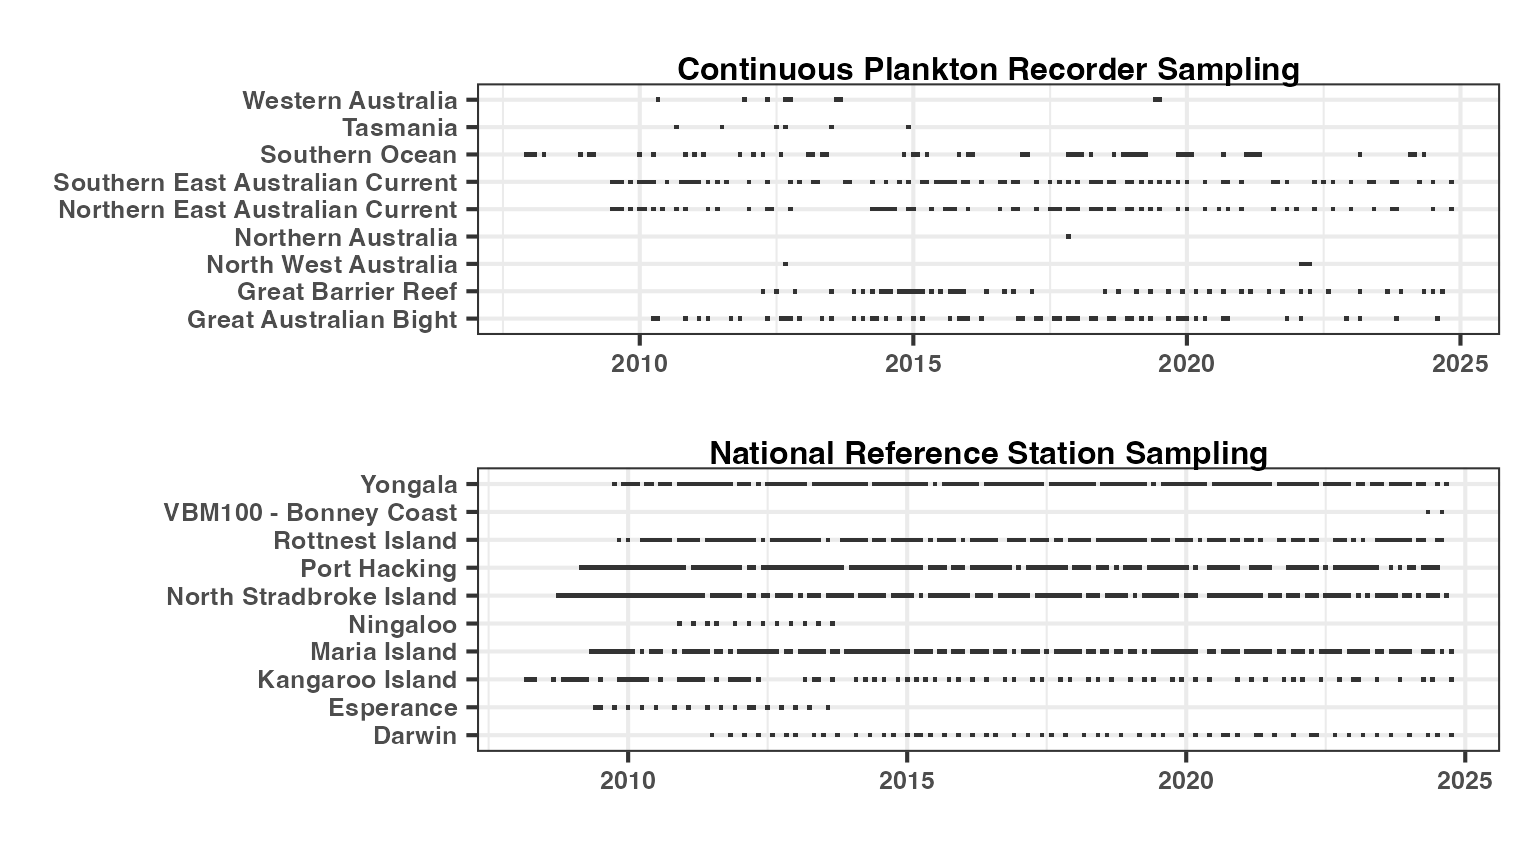 Continuous Plankton Recorder Sampling
Western Australia
Tasmania
Southern Ocean
Southern East Australian Current
Northern East Australian Current
Northern Australia
North West Australia
Great Barrier Reef
Great Australian Bight
2010 2015 2020 2025
National Reference Station Sampling
Yongala
VBM100 - Bonney Coast
Rottnest Island
Port Hacking
North Stradbroke Island
Ningaloo
Maria Island
Kangaroo Island
Esperance
Darwin
2010 2015 2020 2025